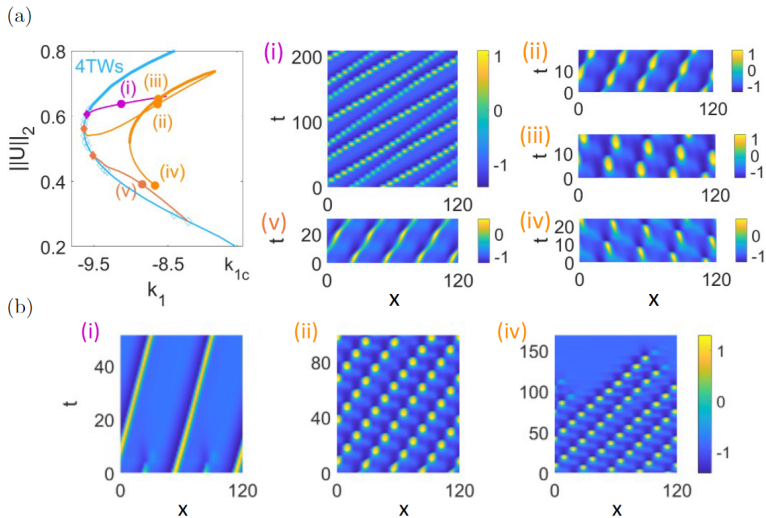 (a)
0.8
0.6
0.4
0.2
||U||₂
4TWs
(i)
(iii)
(ii)
(iv)
(v)
-9.5
-8.5
k₁c
k₁
(i)
200
100
0
t
0
120
1
0
-1
(ii)
t
10
0
0
120
1
0
-1
(iii)
t
10
0
0
120
1
0
-1
(v)
t
20
0
0
120
x
1
0
-1
(iv)
t
20
10
0
0
120
x
1
0
-1
(b)
(i)
t
40
20
0
0
120
x
(ii)
80
40
0
0
120
x
(iv)
150
100
50
0
0
120
x
1
0
-1